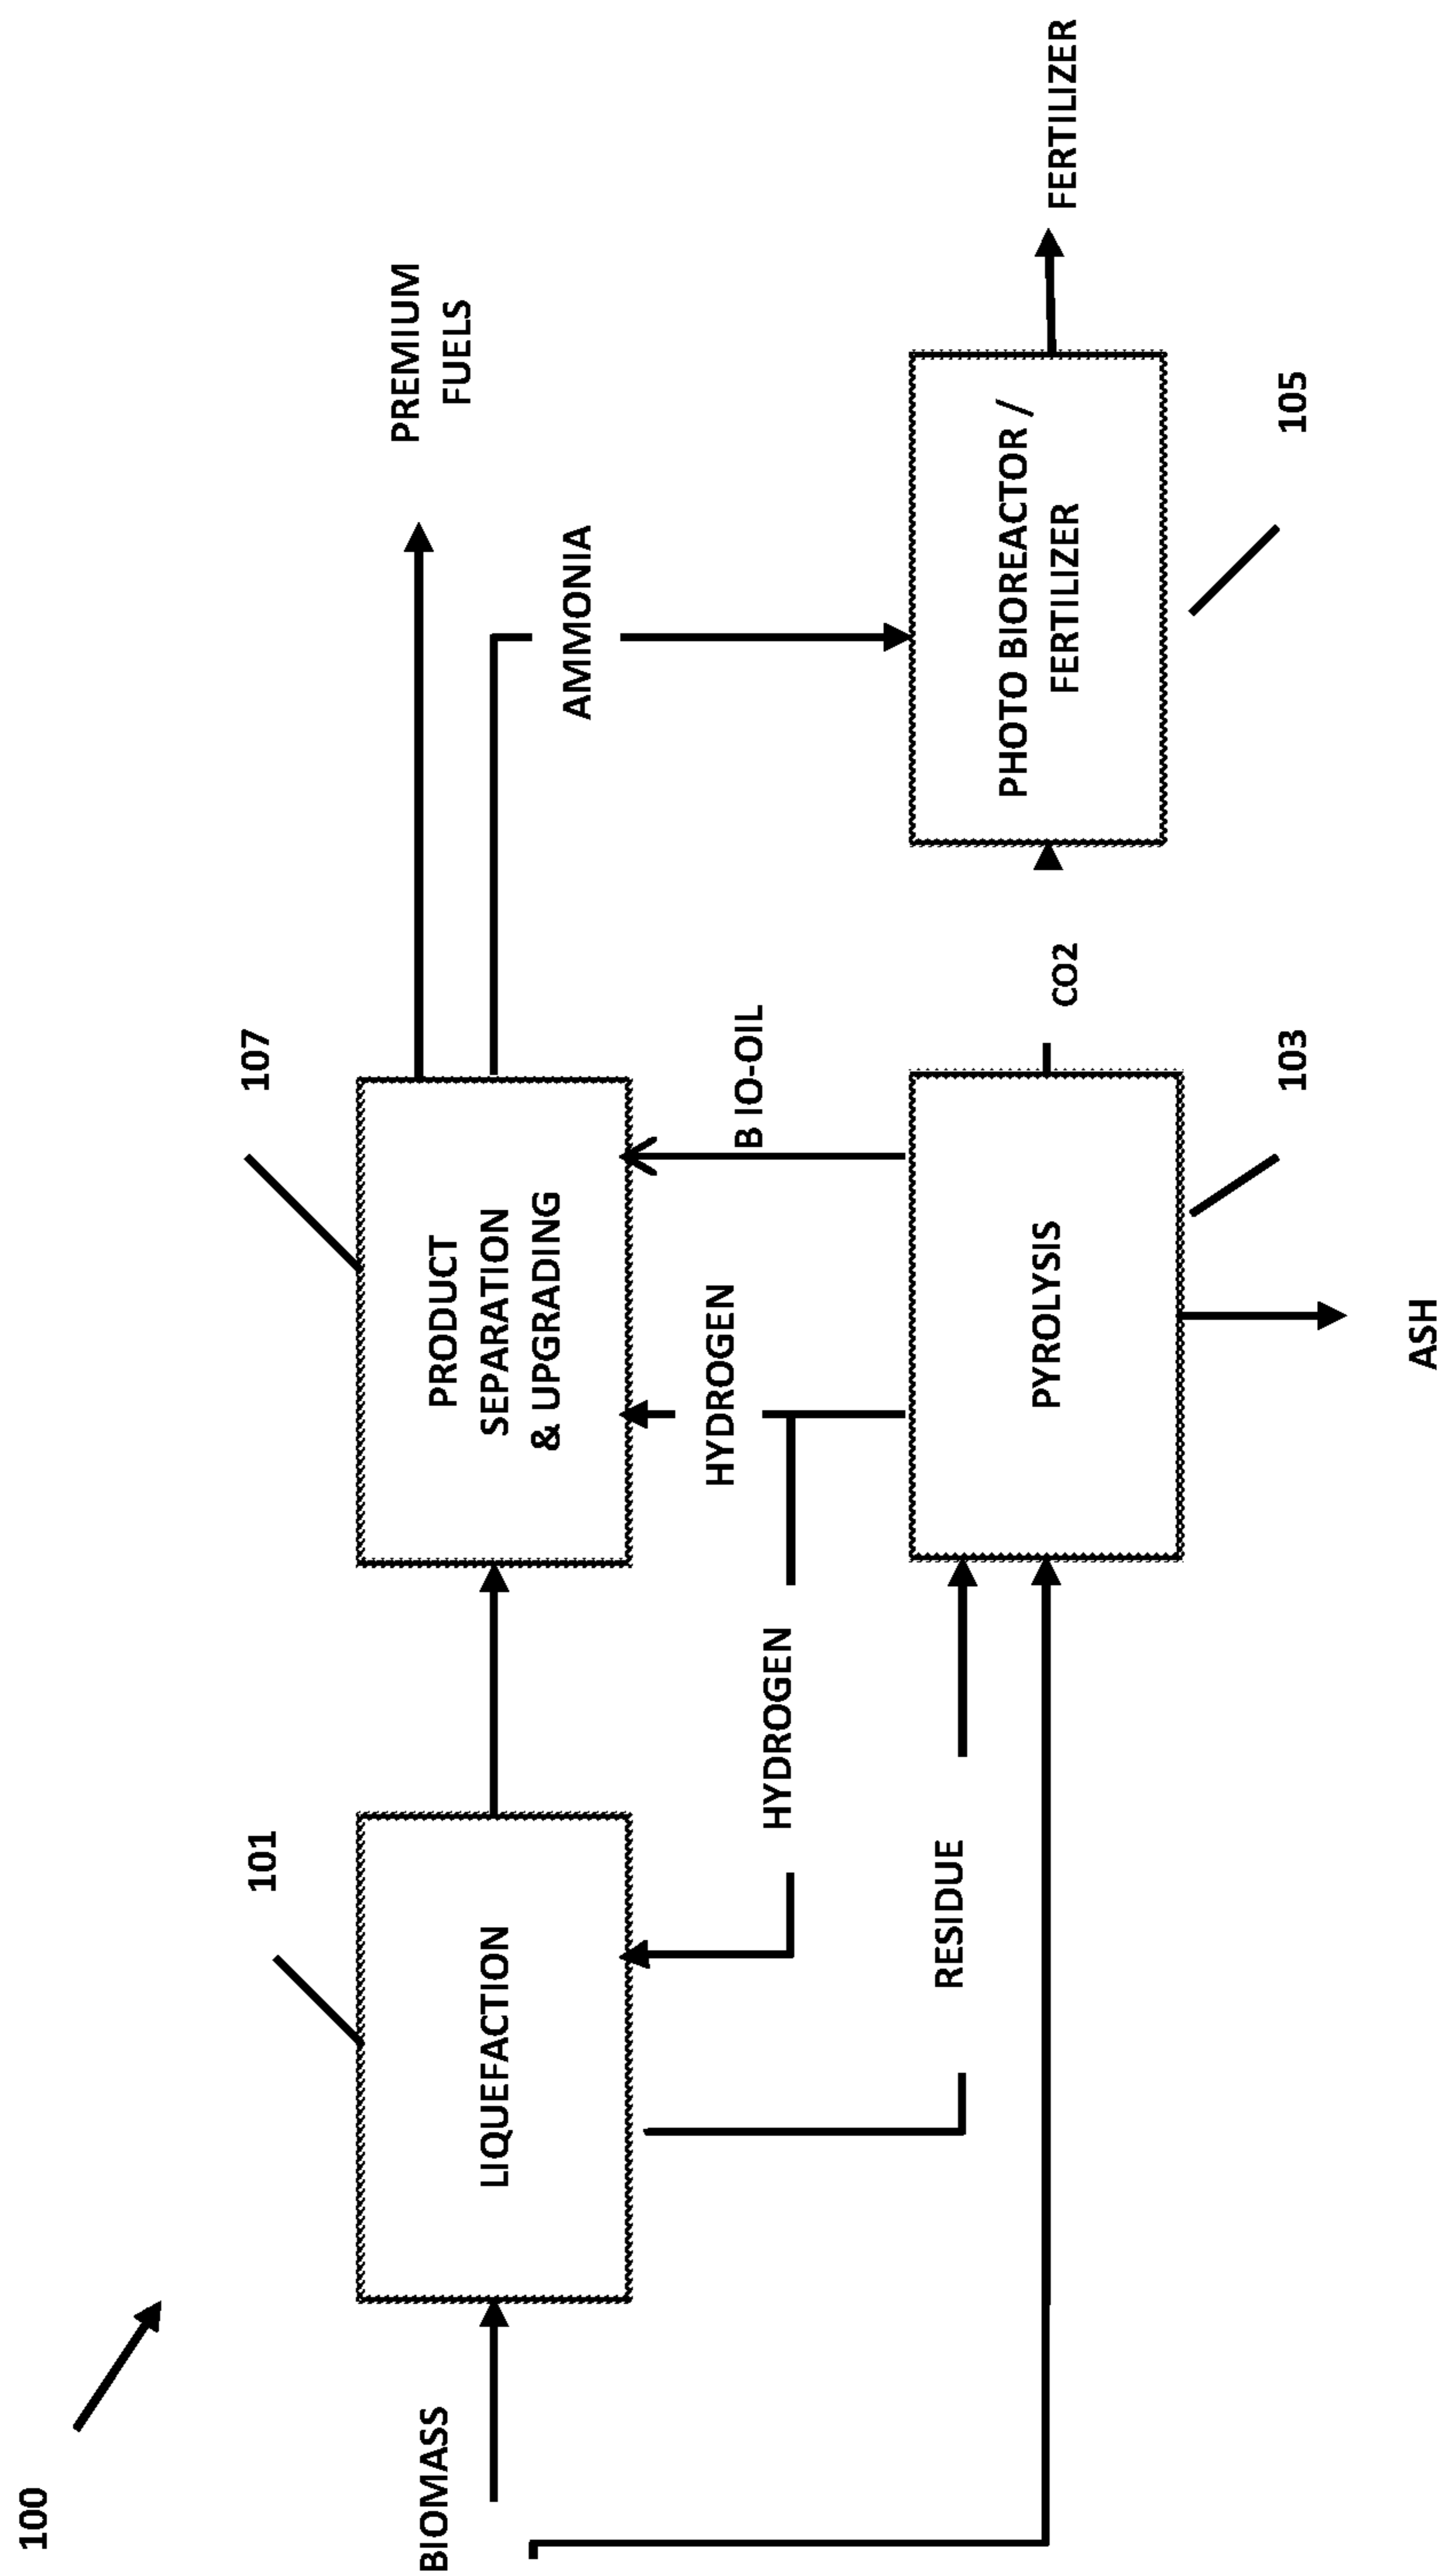 100
101
107
PREMIUM
FUELS
BIOMASS
LIQUEFACTION
PRODUCT
SEPARATION
& UPGRADING
AMMONIA
HYDROGEN
B IO-OIL
HYDROGEN
RESIDUE
PYROLYSIS
CO2
PHOTO BIOREACTOR /
FERTILIZER
FERTILIZER
103
105
ASH